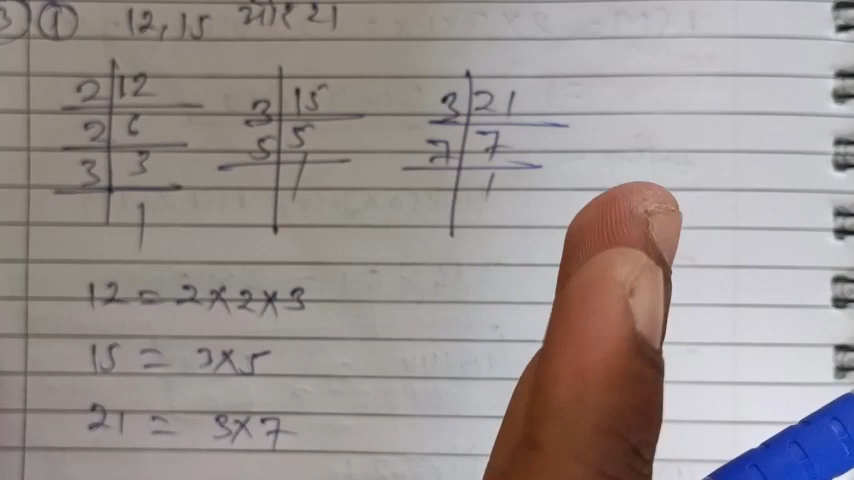 3) ① 12, 15 और 21
2 | 12
2 | 6
3 | 3
1
3 | 15
5 | 5
1
3 | 21
7 | 7
1
12 = 2×2×3
15 = 3×5
21 = 3×7